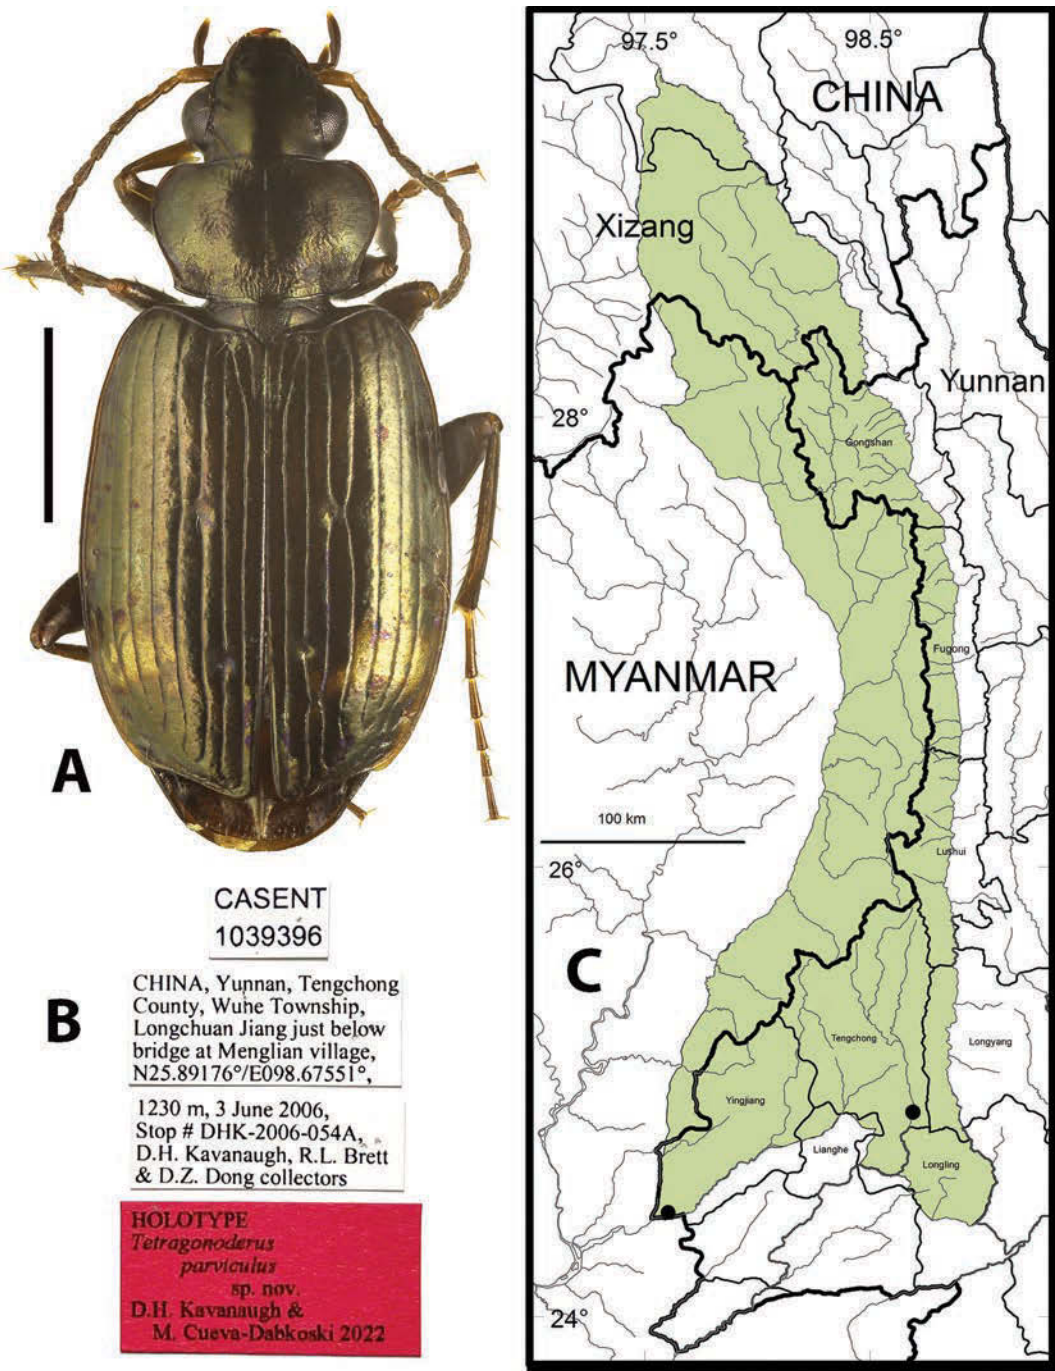 A
CASENT
1039396
B
CHINA, Yunnan, Tengchong
County, Wuhe Township,
Longchuan Jiang just below
bridge at Menglian village,
N25.89176°/E098.67551°,
1230 m, 3 June 2006,
Stop # DHK-2006-054A,
D.H. Kavanaugh, R.L. Brett
& D.Z. Dong collectors
HOLOTYPE
Tetragonoderus
parviculus
sp. nov.
D.H. Kavanaugh &
M. Cueva-Dabkoski 2022
97.5°
98.5°
CHINA
Xizang
Yunnan
28°
Gongshan
Fugong
MYANMAR
100 km
Lushui
26°
C
Tengchong
Longyang
Yingjiang
Lianghe
Longling
24°